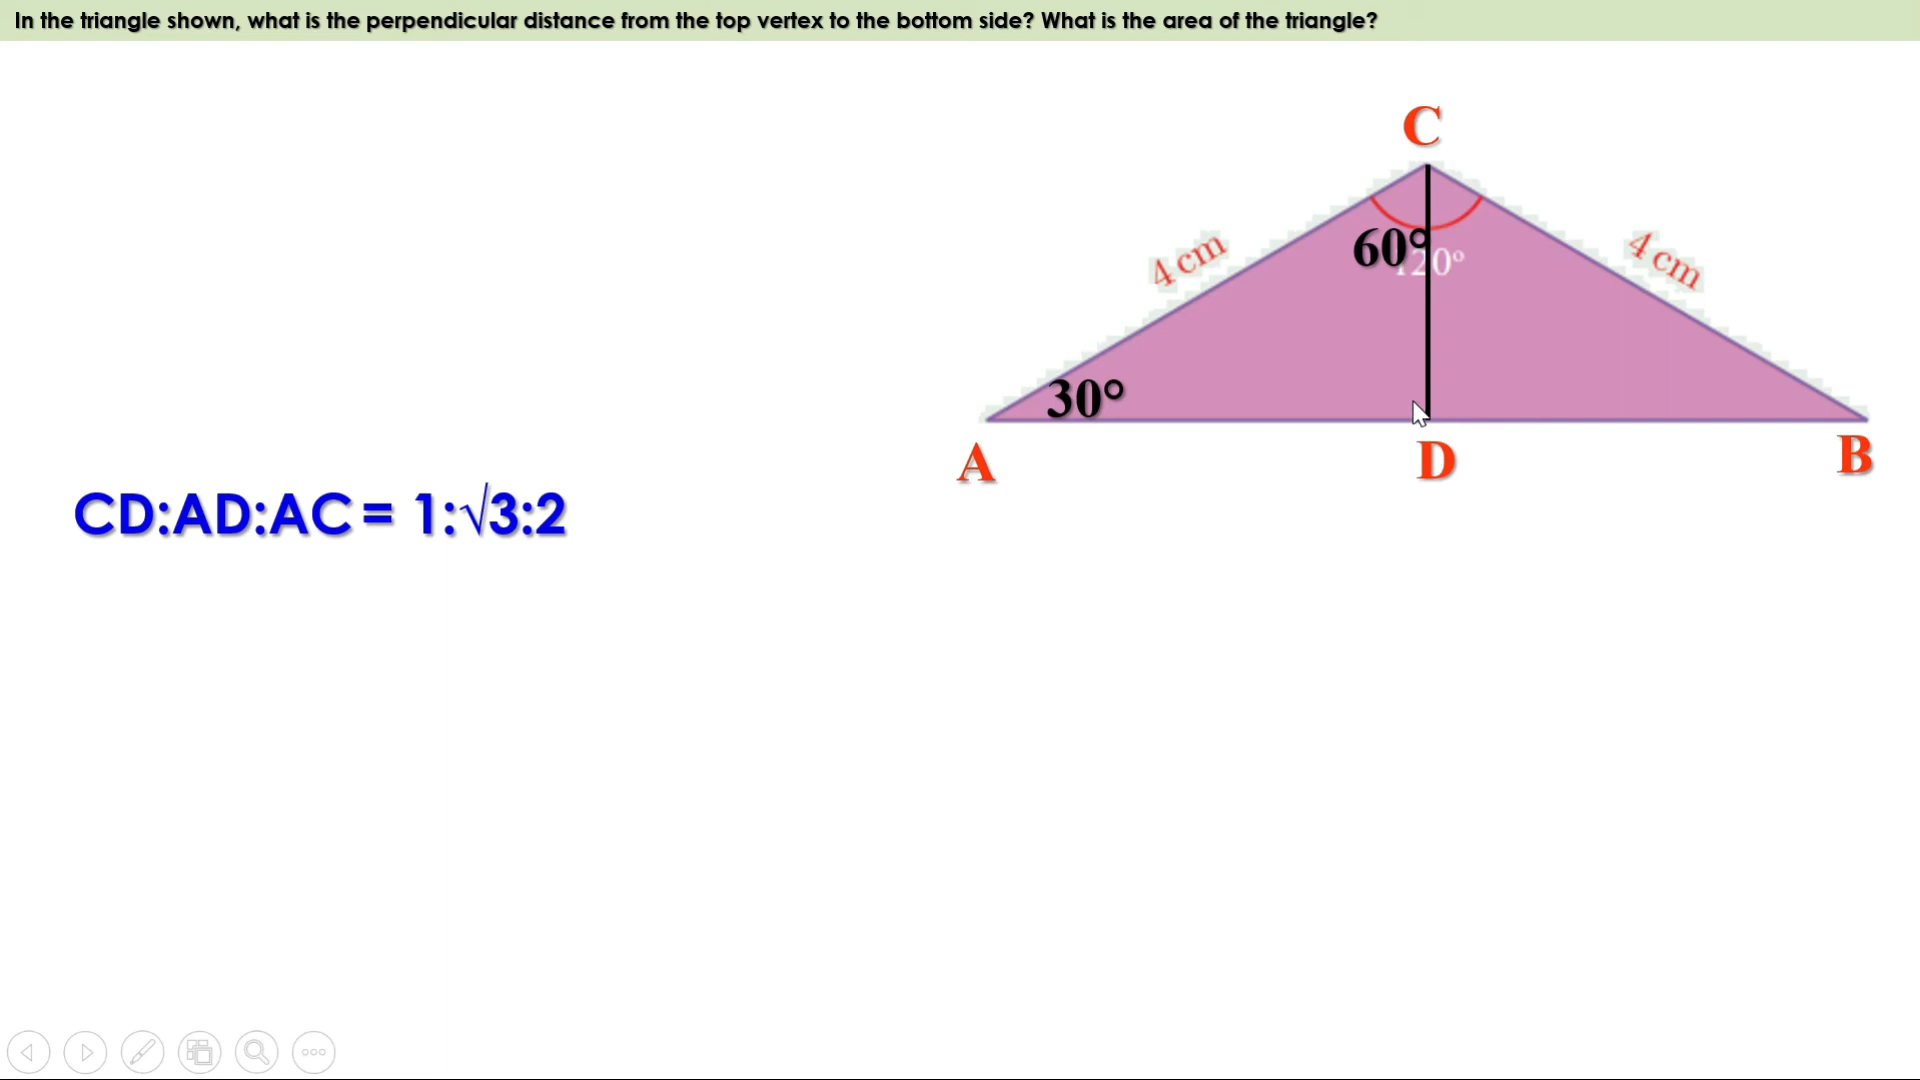 In the triangle shown, what is the perpendicular distance from the top vertex to the bottom side? What is the area of the triangle?
C
4 cm
4 cm
60°
120°
30°
A
D
B
CD:AD:AC = 1:√3:2